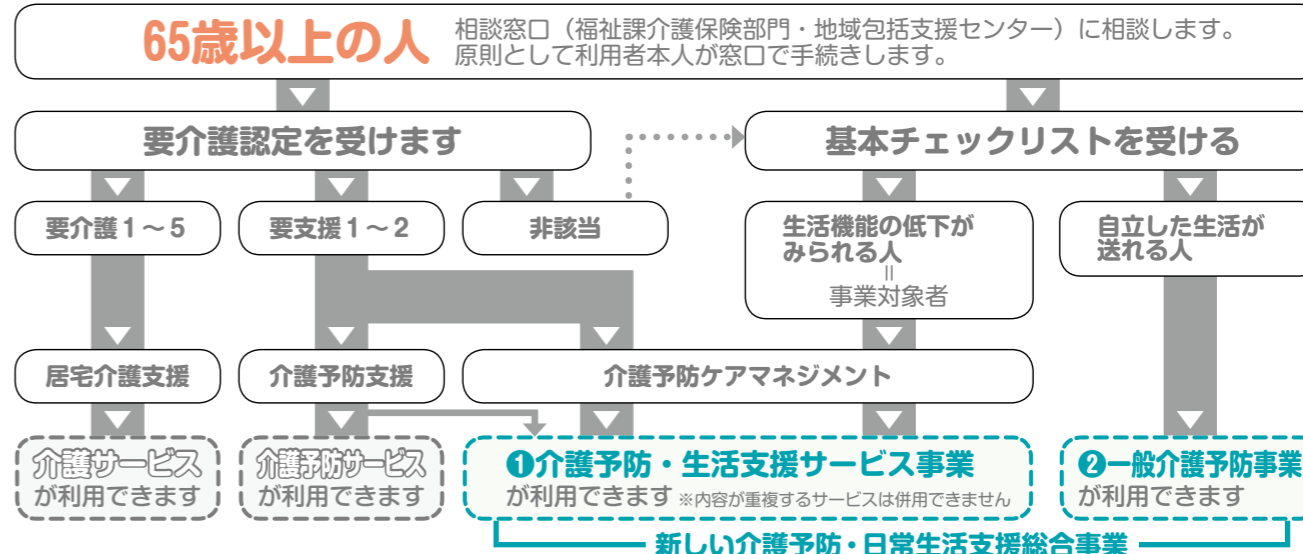 65歳以上の人
相談窓口（福祉課介護保険部門・地域包括支援センター）に相談します。
原則として利用者本人が窓口で手続きします。
要介護認定を受けます
基本チェックリストを受ける
要介護1～5
要支援1～2
非該当
生活機能の低下が
みられる人
＝
事業対象者
自立した生活が
送れる人
居宅介護支援
介護予防支援
介護予防ケアマネジメント
介護サービス
が利用できます
介護予防サービス
が利用できます
❶介護予防・生活支援サービス事業
が利用できます ※内容が重複するサービスは併用できません
❷一般介護予防事業
が利用できます
新しい介護予防・日常生活支援総合事業